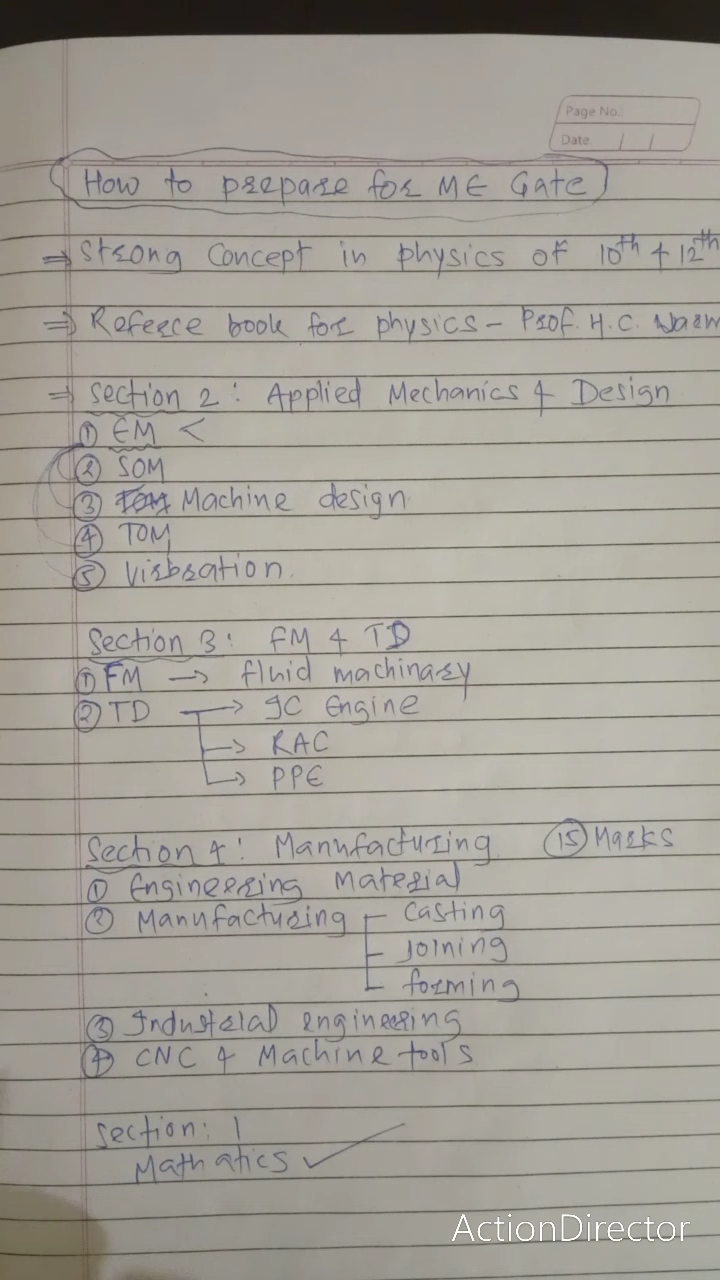 Page No.:
Date / /
How to prepare for ME Gate
⇒ Strong Concept in physics of 10th & 12th
⇒ Referce book for physics - Prof. H.C.
⇒ Section 2: Applied Mechanics & Design
① EM <
② SOM
③ Machine design
④ TOM
⑤ Virbration.
Section 3: FM & TD
① FM → fluid machinary
② TD → IC Engine
→ RAC
→ PPE
Section 4: Manufacturing ⑮ Marks
① Engineering Material
② Manufacturing - Casting
- Joining
- forming
③ Industrial engineering
④ CNC & Machine tools
Section: 1
Mathatics ✓
ActionDirector